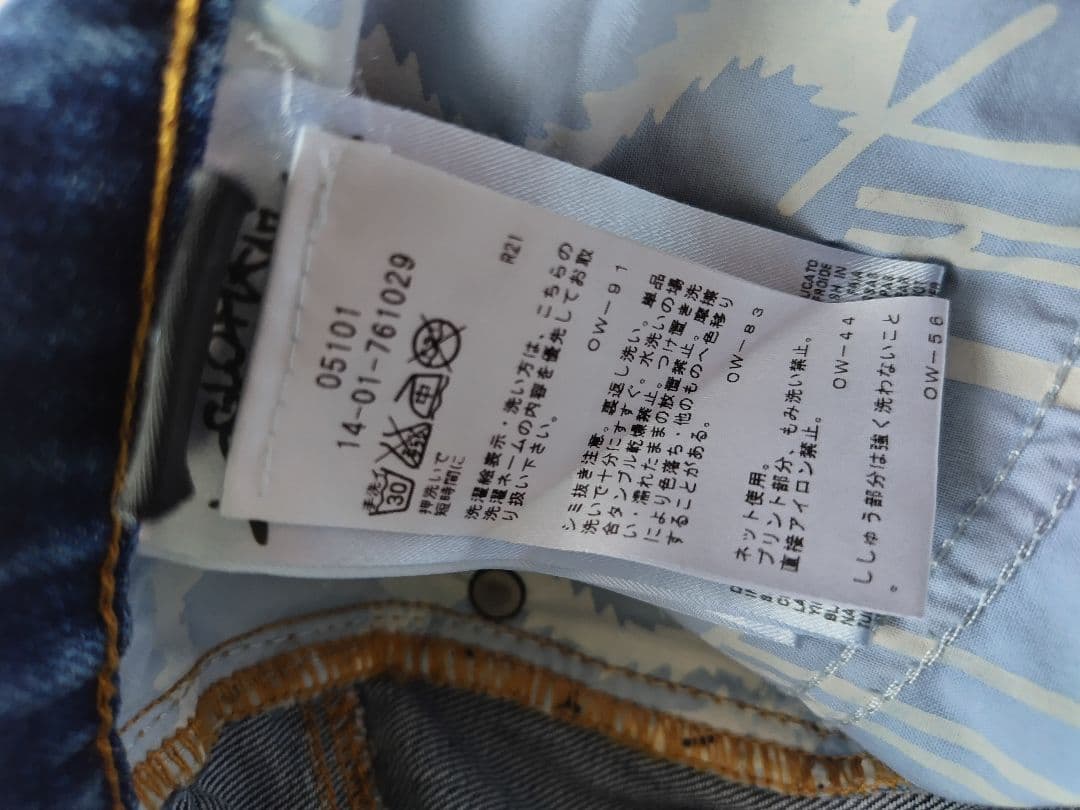 05101
14-01-761029
手洗イ
30
押洗いで
短時間に
R21
洗濯絵表示・洗い方は、こちらの
洗濯ネームの内容を優先してお取
り扱い下さい。
OW-91
シミ抜き注意。裏返し洗い。単品
洗いで十分にすすぐ。水洗いの場
合タンブル乾燥禁止。つけ置き洗
い・濡れたままの放置禁止。摩擦
により色落ち・他のものへ色移り
することがある。
OW-83
ネット使用。
プリント部分、もみ洗い禁止。
直接アイロン禁止。
OW-44
ししゅう部分は強く洗わないこと
。
OW-56